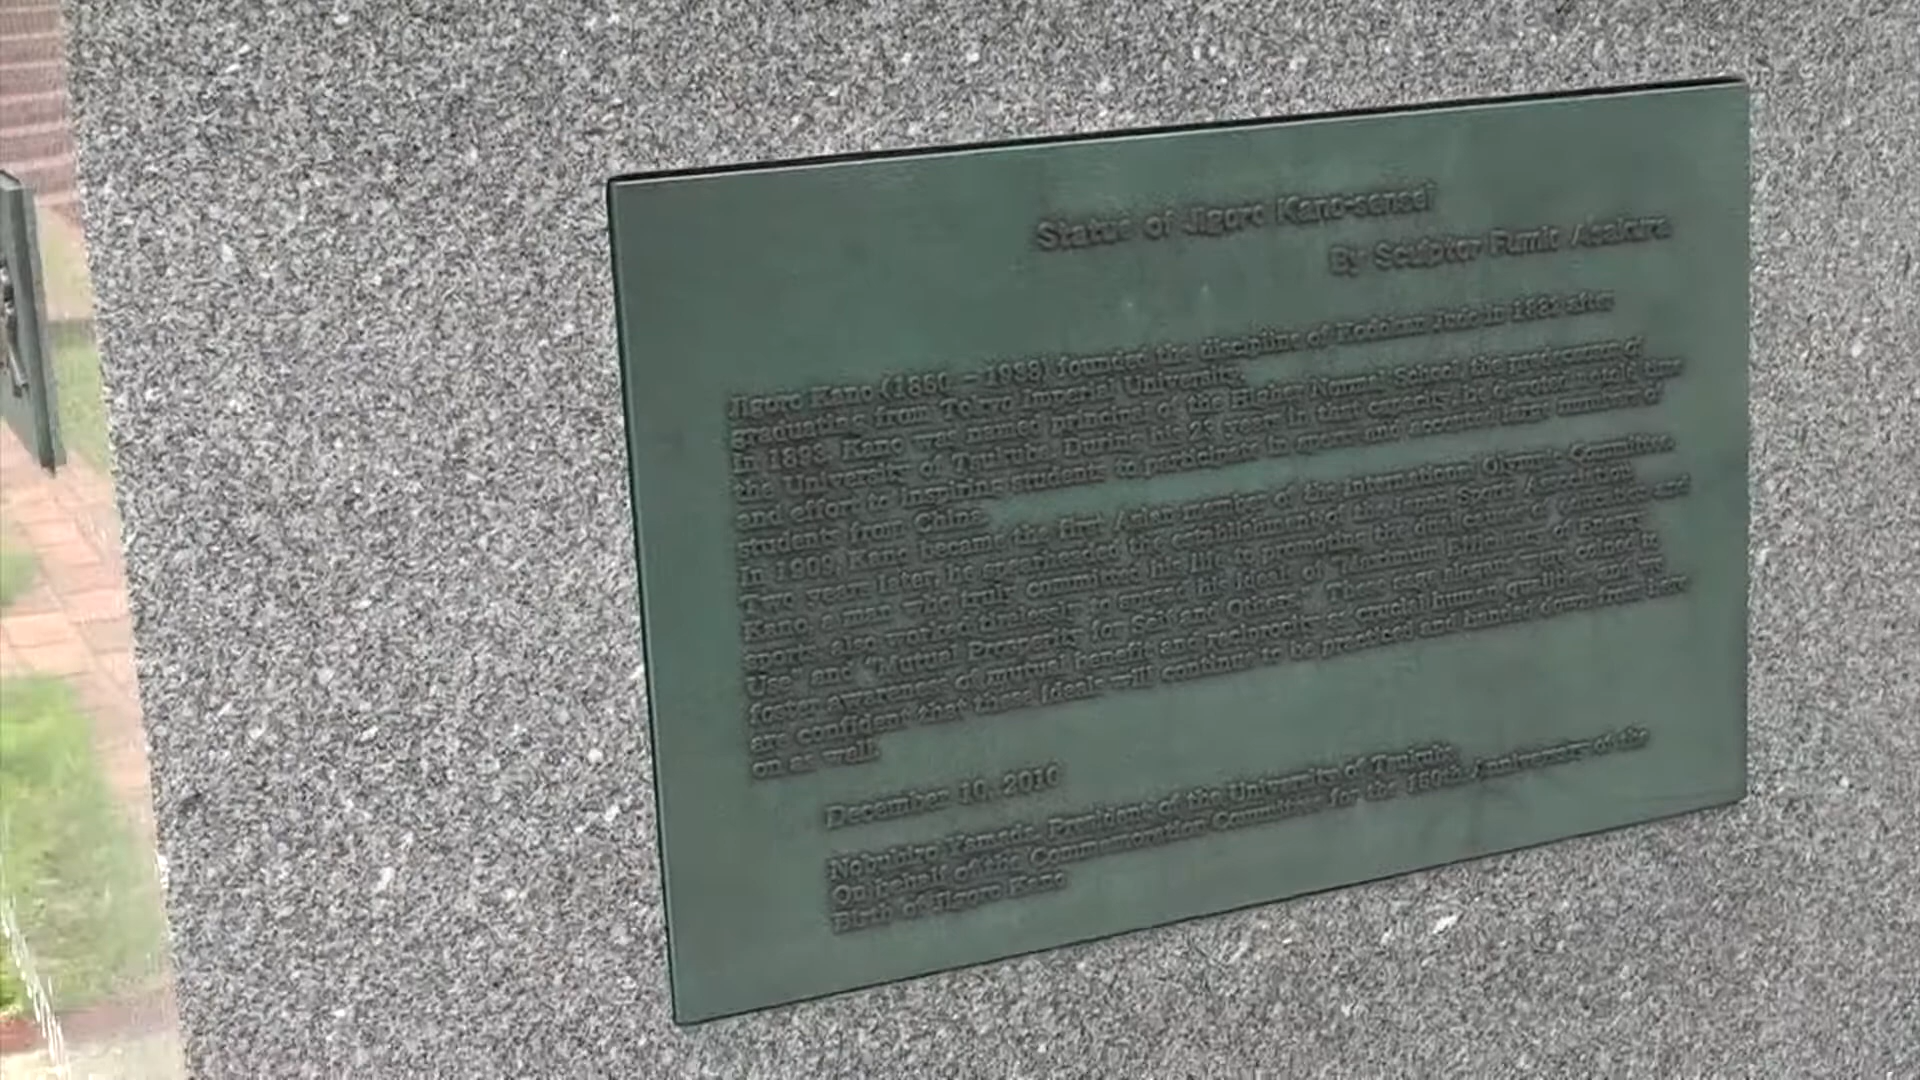 Statue of Jigoro Kano-sensei
By Sculptor Fumio Asakura
Jigoro Kano (1860 – 1938) founded the discipline of Kodokan Judo in 1882 after
graduating from Tokyo Imperial University.
In 1893, Kano was named principal of the Higher Normal School, the predecessor of
the University of Tsukuba. During his 23 years in that capacity, he devoted time
and effort to inspiring students to participate in sports and accepted large numbers of
students from China.
In 1909, Kano became the first Asian member of the International Olympic Committee.
Two years later, he spearheaded the establishment of the Japan Sports Association.
Kano, a man who truly committed his life to promoting the dual causes of education and
sports, also worked tirelessly to spread his ideals of "Maximum Efficiency of Energy
Use" and "Mutual Prosperity for Self and Others." These were coined to
foster awareness of mutual benefit and reciprocity as crucial human qualities, and we
are confident that these ideals will continue to be practiced and handed down from here
on as well.
December 10, 2010
Nobuhiro Yamada, President of the University of Tsukuba
On behalf of the Commemoration Committee for the 150th Anniversary of the
Birth of Jigoro Kano